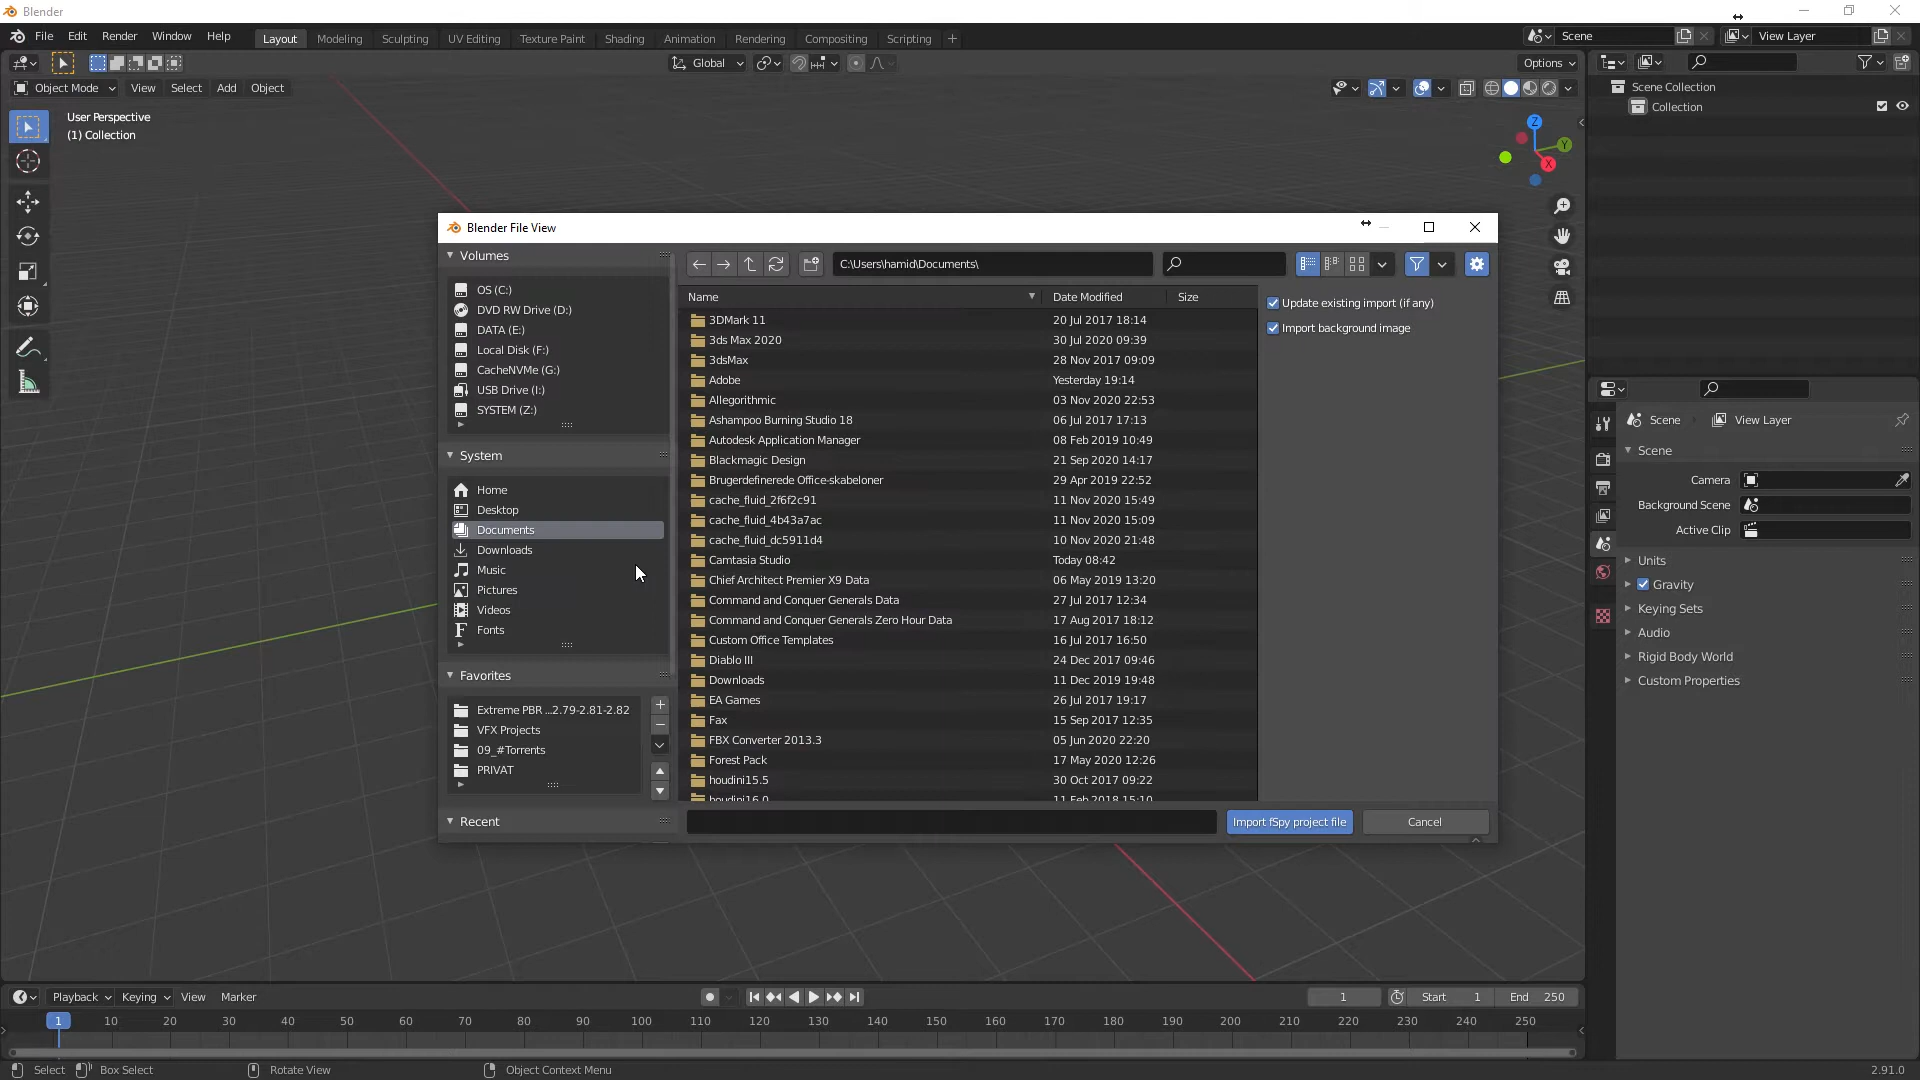 Blender
File Edit Render Window Help
Layout Modeling Sculpting UV Editing Texture Paint Shading Animation Rendering Compositing Scripting +
Scene View Layer
Global Options
Object Mode View Select Add Object
User Perspective
(1) Collection
Z
Y
X
Scene Collection
Collection
Blender File View
Volumes
OS (C:)
DVD RW Drive (D:)
DATA (E:)
Local Disk (F:)
CacheNVMe (G:)
USB Drive (I:)
SYSTEM (Z:)
System
Home
Desktop
Documents
Downloads
Music
Pictures
Videos
Fonts
Favorites
Extreme PBR ...2.79-2.81-2.82
VFX Projects
09_#Torrents
PRIVAT
Recent
C:\Users\hamid\Documents\
Name Date Modified Size
3DMark 11 20 Jul 2017 18:14
3ds Max 2020 30 Jul 2020 09:39
3dsMax 28 Nov 2017 09:09
Adobe Yesterday 19:14
Allegorithmic 03 Nov 2020 22:53
Ashampoo Burning Studio 18 06 Jul 2017 17:13
Autodesk Application Manager 08 Feb 2019 10:49
Blackmagic Design 21 Sep 2020 14:17
Brugerdefinerede Office-skabeloner 29 Apr 2019 22:52
cache_fluid_2f6f2c91 11 Nov 2020 15:49
cache_fluid_4b43a7ac 11 Nov 2020 15:09
cache_fluid_dc5911d4 10 Nov 2020 21:48
Camtasia Studio Today 08:42
Chief Architect Premier X9 Data 06 May 2019 13:20
Command and Conquer Generals Data 27 Jul 2017 12:34
Command and Conquer Generals Zero Hour Data 17 Aug 2017 18:12
Custom Office Templates 16 Jul 2017 16:50
Diablo III 24 Dec 2017 09:46
Downloads 11 Dec 2019 19:48
EA Games 26 Jul 2017 19:17
Fax 15 Sep 2017 12:35
FBX Converter 2013.3 05 Jun 2020 22:20
Forest Pack 17 May 2020 12:26
houdini15.5 30 Oct 2017 09:22
houdini16.0 11 Feb 2018 15:10
Update existing import (if any)
Import background image
Import fSpy project file Cancel
Scene View Layer
Scene
Camera
Background Scene
Active Clip
Units
Gravity
Keying Sets
Audio
Rigid Body World
Custom Properties
Playback Keying View Marker
1 Start 1 End 250
1 10 20 30 40 50 60 70 80 90 100 110 120 130 140 150 160 170 180 190 200 210 220 230 240 250
Select Box Select Rotate View Object Context Menu 2.91.0